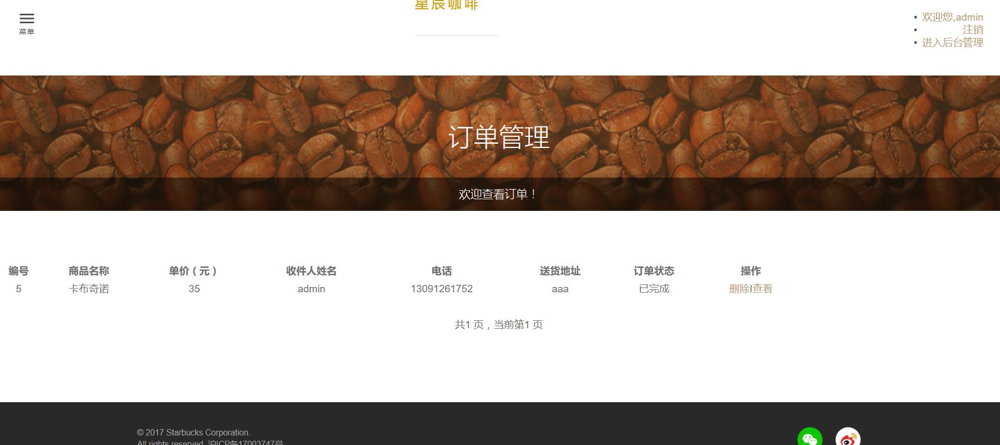 星辰咖啡
菜单
欢迎您,admin
注销
进入后台管理
订单管理
欢迎查看订单！
编号 商品名称 单价（元） 收件人姓名 电话 送货地址 订单状态 操作
5 卡布奇诺 35 admin 13091261752 aaa 已完成 删除|查看
共1 页，当前第1 页
© 2017 Starbucks Corporation.
All rights reserved. 沪ICP备17003747号